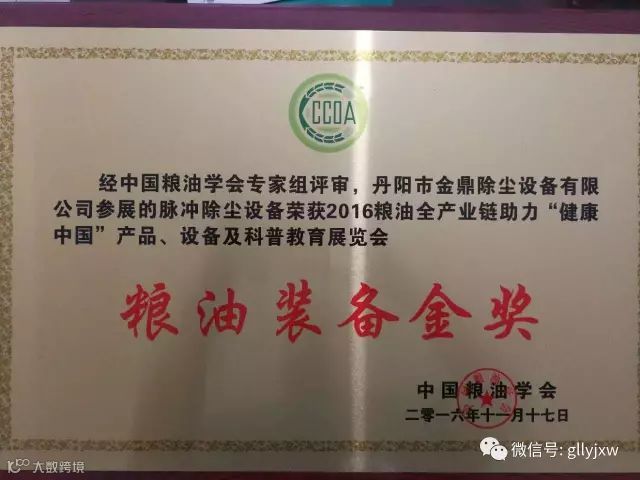 CCOA
经中国粮油学会专家组评审，丹阳市金鼎除尘设备有限
公司参展的脉冲除尘设备荣获2016粮油全产业链助力“健康
中国”产品、设备及科普教育展览会
粮油装备金奖
中国粮油学会
二零一六年十一月十七日
微信号: gllyjxw
大数跨境